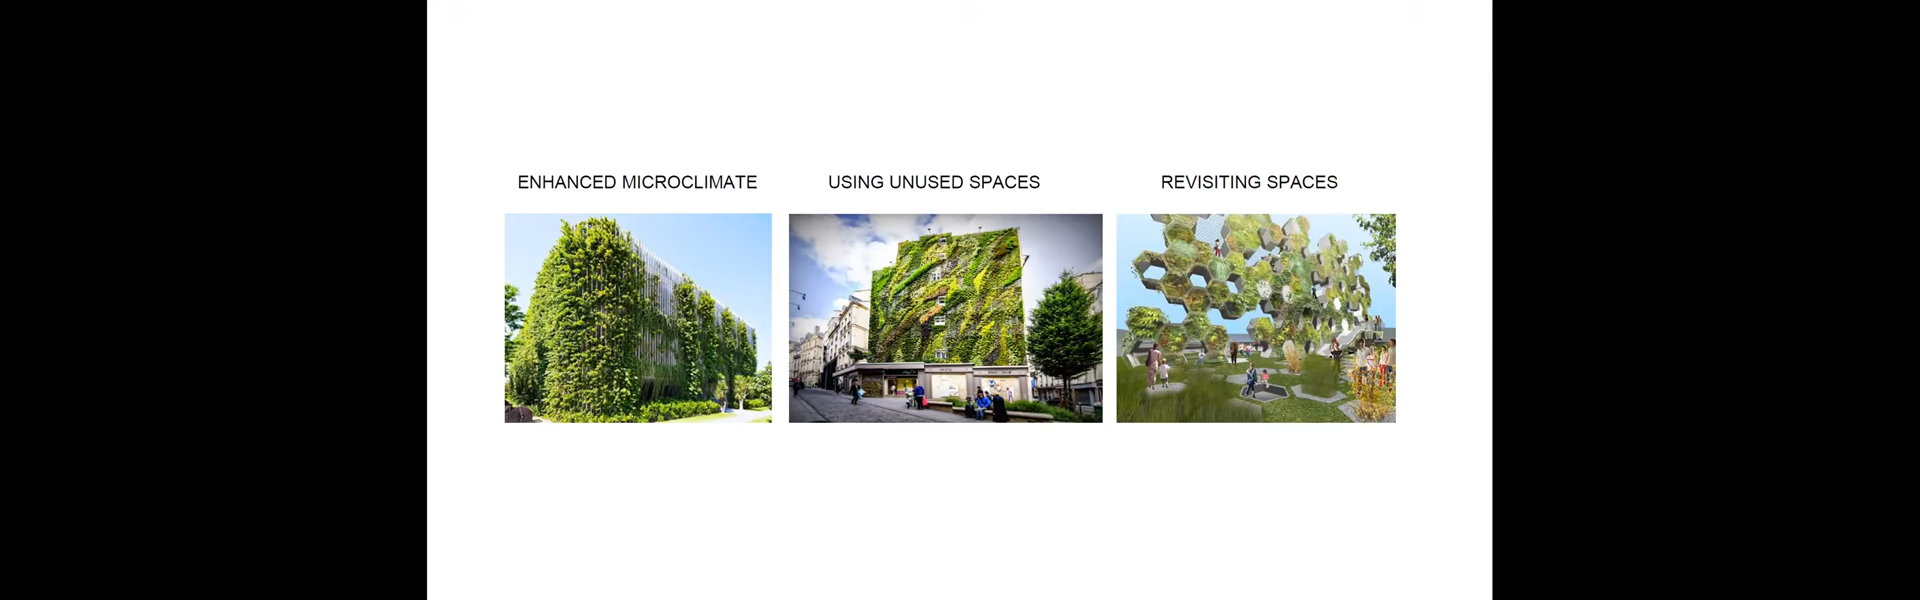 ENHANCED MICROCLIMATE
USING UNUSED SPACES
REVISITING SPACES